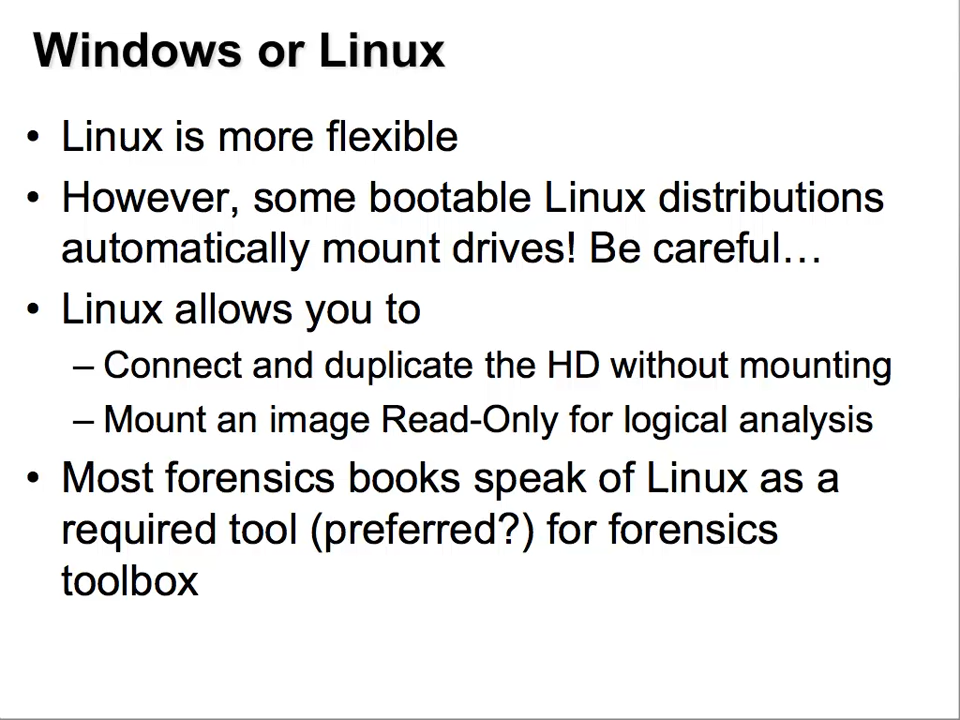 Windows or Linux
• Linux is more flexible
• However, some bootable Linux distributions
automatically mount drives! Be careful…
• Linux allows you to
– Connect and duplicate the HD without mounting
– Mount an image Read-Only for logical analysis
• Most forensics books speak of Linux as a
required tool (preferred?) for forensics
toolbox